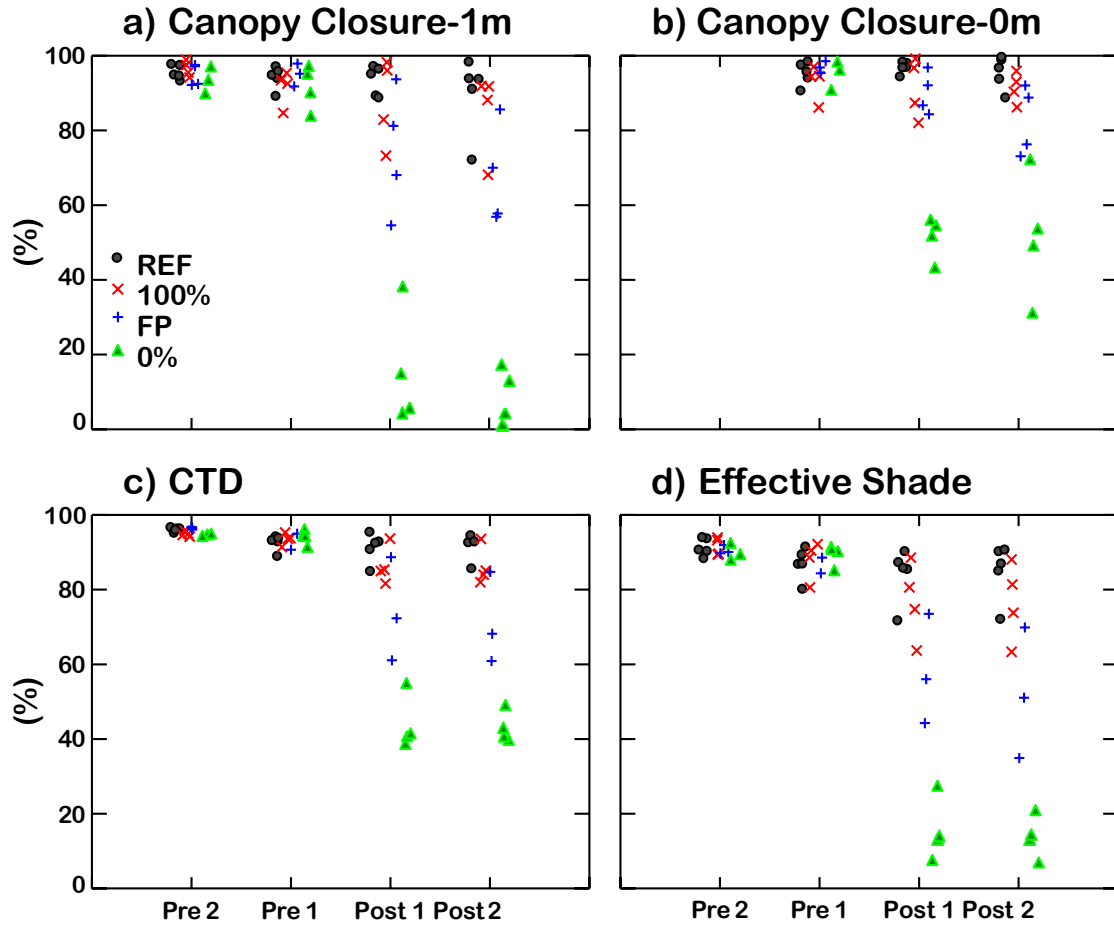 a) Canopy Closure-1m
b) Canopy Closure-0m
100
80
60
40
20
0
(%)
REF
100%
FP
0%
c) CTD
d) Effective Shade
100
80
60
40
20
0
(%)
Pre 2 Pre 1 Post 1 Post 2
Pre 2 Pre 1 Post 1 Post 2